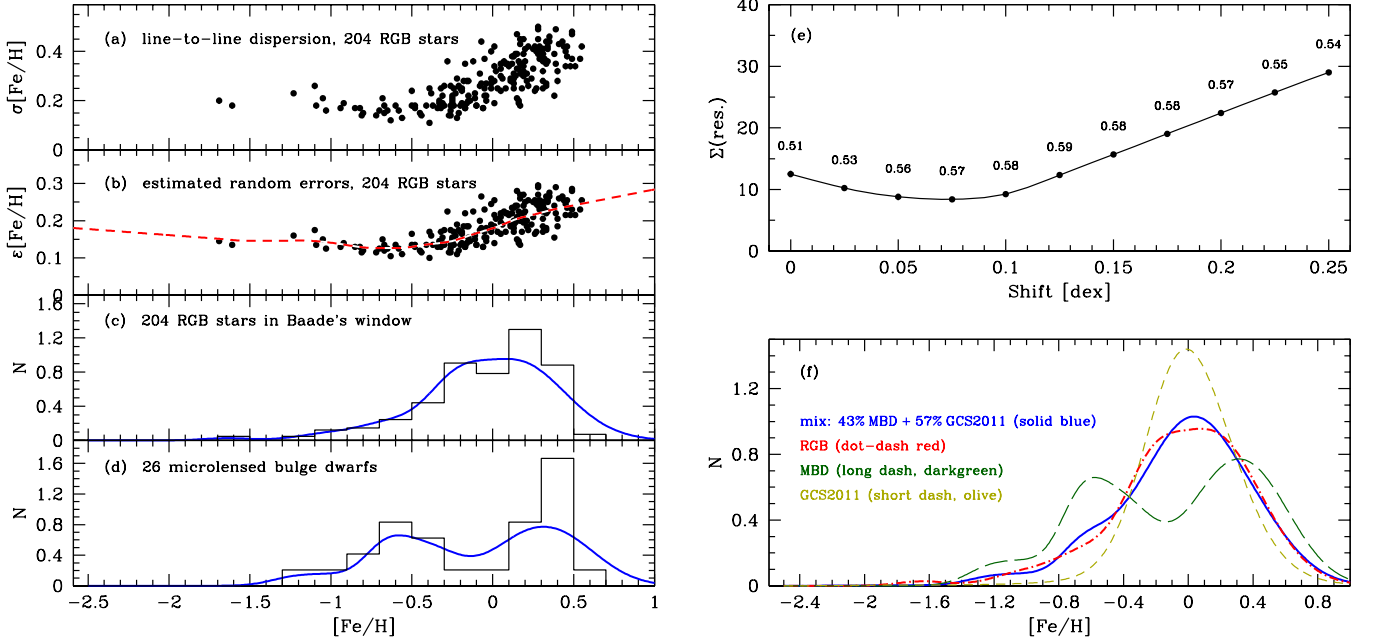 (a) line-to-line dispersion, 204 RGB stars
σ[Fe/H]
0.4
0.2
0
(b) estimated random errors, 204 RGB stars
ε[Fe/H]
0.3
0.2
0.1
0
(c) 204 RGB stars in Baade's window
N
1.6
1.2
0.8
0.4
0
(d) 26 microlensed bulge dwarfs
N
1.6
1.2
0.8
0.4
0
−2.5 −2 −1.5 −1 −0.5 0 0.5 1
[Fe/H]
(e)
Σ(res.)
40
30
20
10
0
0.51 0.53 0.56 0.57 0.58 0.59 0.58 0.58 0.57 0.55 0.54
0 0.05 0.1 0.15 0.2 0.25
Shift [dex]
(f)
N
1.2
0.8
0.4
0
mix: 43% MBD + 57% GCS2011 (solid blue)
RGB (dot-dash red)
MBD (long dash, darkgreen)
GCS2011 (short dash, olive)
−2.4 −2 −1.6 −1.2 −0.8 −0.4 0 0.4 0.8
[Fe/H]